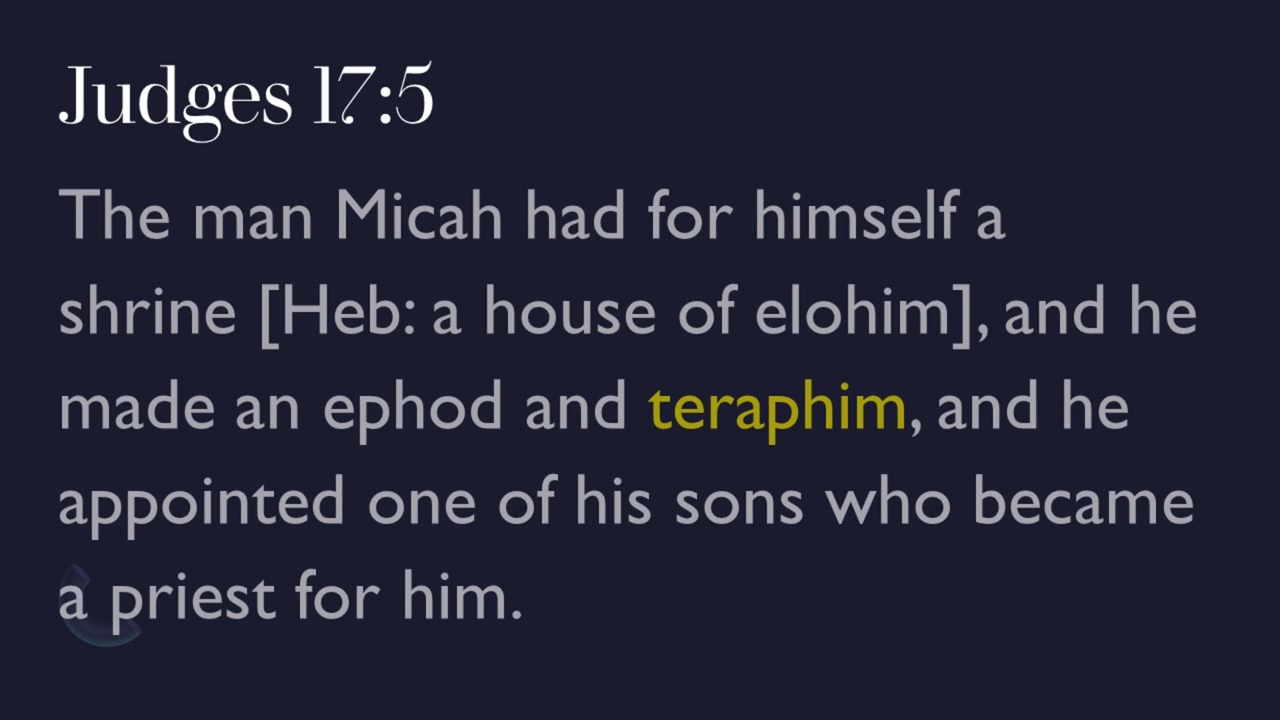 Judges 17:5
The man Micah had for himself a
shrine [Heb: a house of elohim], and he
made an ephod and teraphim, and he
appointed one of his sons who became
a priest for him.